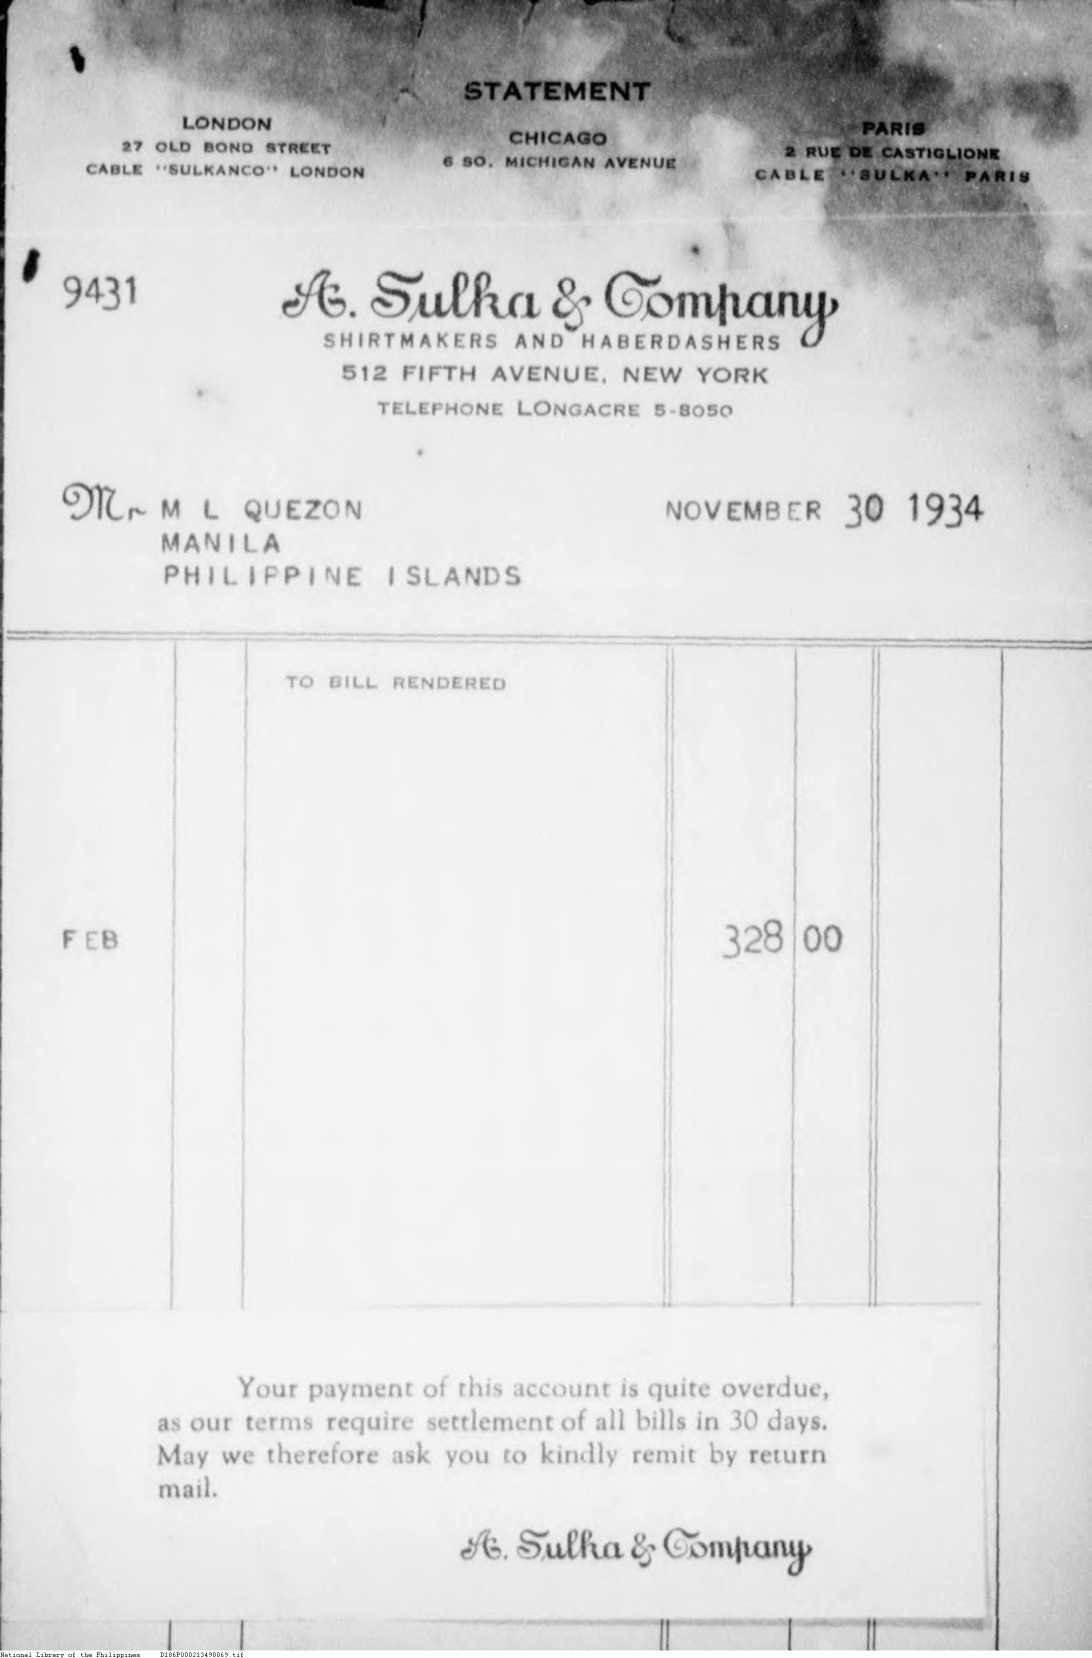 STATEMENT
LONDON
27 OLD BOND STREET
CABLE "SULKANCO" LONDON
CHICAGO
6 SO. MICHIGAN AVENUE
PARIS
2 RUE DE CASTIGLIONE
CABLE "SULKA" PARIS
9431
A. Sulka & Company
SHIRTMAKERS AND HABERDASHERS
512 FIFTH AVENUE, NEW YORK
TELEPHONE LONGACRE 5-8050
Mr M L QUEZON NOVEMBER 30 1934
MANILA
PHILIPPINE ISLANDS
TO BILL RENDERED
FEB 328 00
Your payment of this account is quite overdue,
as our terms require settlement of all bills in 30 days.
May we therefore ask you to kindly remit by return
mail.
A. Sulka & Company
National Library of the Philippines D186P000213498069.tif